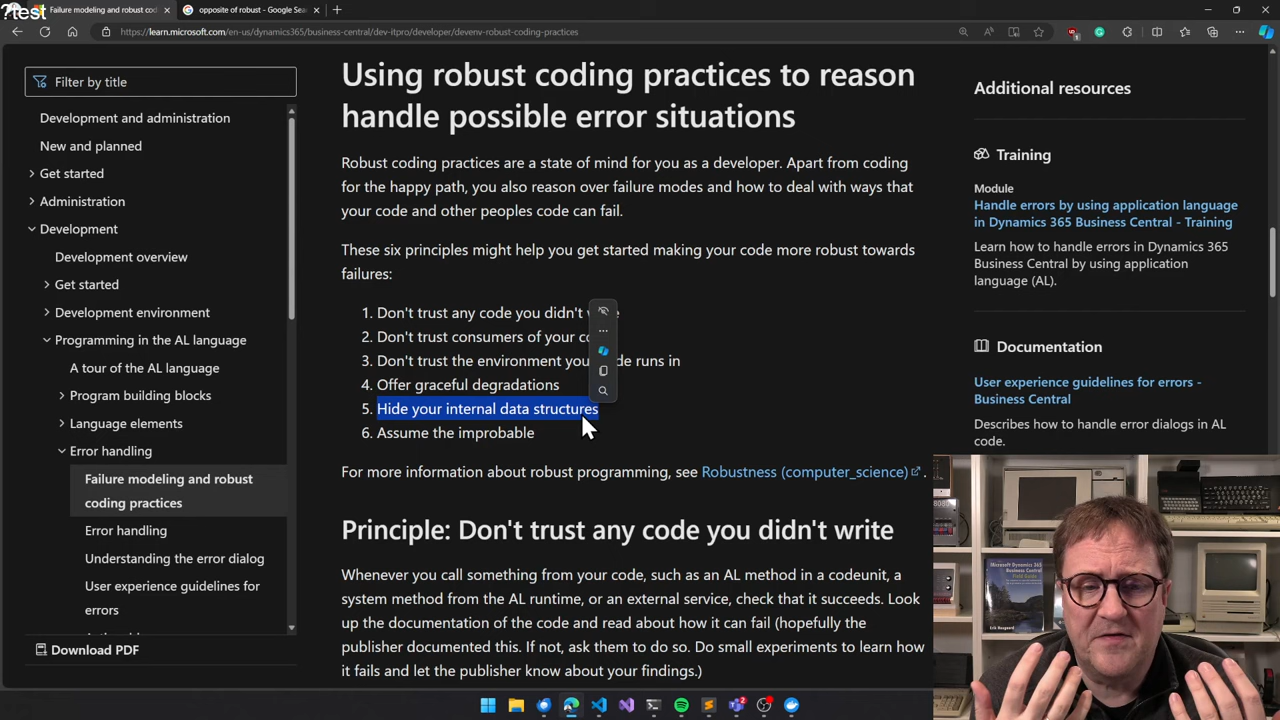 ?test
Failure modeling and robust cod
opposite of robust - Google Sea
https://learn.microsoft.com/en-us/dynamics365/business-central/dev-itpro/developer/devenv-robust-coding-practices
Filter by title
Development and administration
New and planned
Get started
Administration
Development
Development overview
Get started
Development environment
Programming in the AL language
A tour of the AL language
Program building blocks
Language elements
Error handling
Failure modeling and robust
coding practices
Error handling
Understanding the error dialog
User experience guidelines for
errors
Download PDF
Using robust coding practices to reason
handle possible error situations
Robust coding practices are a state of mind for you as a developer. Apart from coding
for the happy path, you also reason over failure modes and how to deal with ways that
your code and other peoples code can fail.
These six principles might help you get started making your code more robust towards
failures:
1. Don't trust any code you didn't
2. Don't trust consumers of your
3. Don't trust the environment runs in
4. Offer graceful degradations
5. Hide your internal data structures
6. Assume the improbable
For more information about robust programming, see Robustness (computer_science).
Principle: Don't trust any code you didn't write
Whenever you call something from your code, such as an AL method in a codeunit, a
system method from the AL runtime, or an external service, check that it succeeds. Look
up the documentation of the code and read about how it can fail (hopefully the
publisher documented this. If not, ask them to do so. Do small experiments to learn how
it fails and let the publisher know about your findings.)
Additional resources
Training
Module
Handle errors by using application language
in Dynamics 365 Business Central - Training
Learn how to handle errors in Dynamics 365
Business Central by using application language
(AL).
Documentation
User experience guidelines for errors -
Business Central
Describes how to handle error dialogs in AL
code.
Microsoft Dynamics 365
Business Central
Field Guide